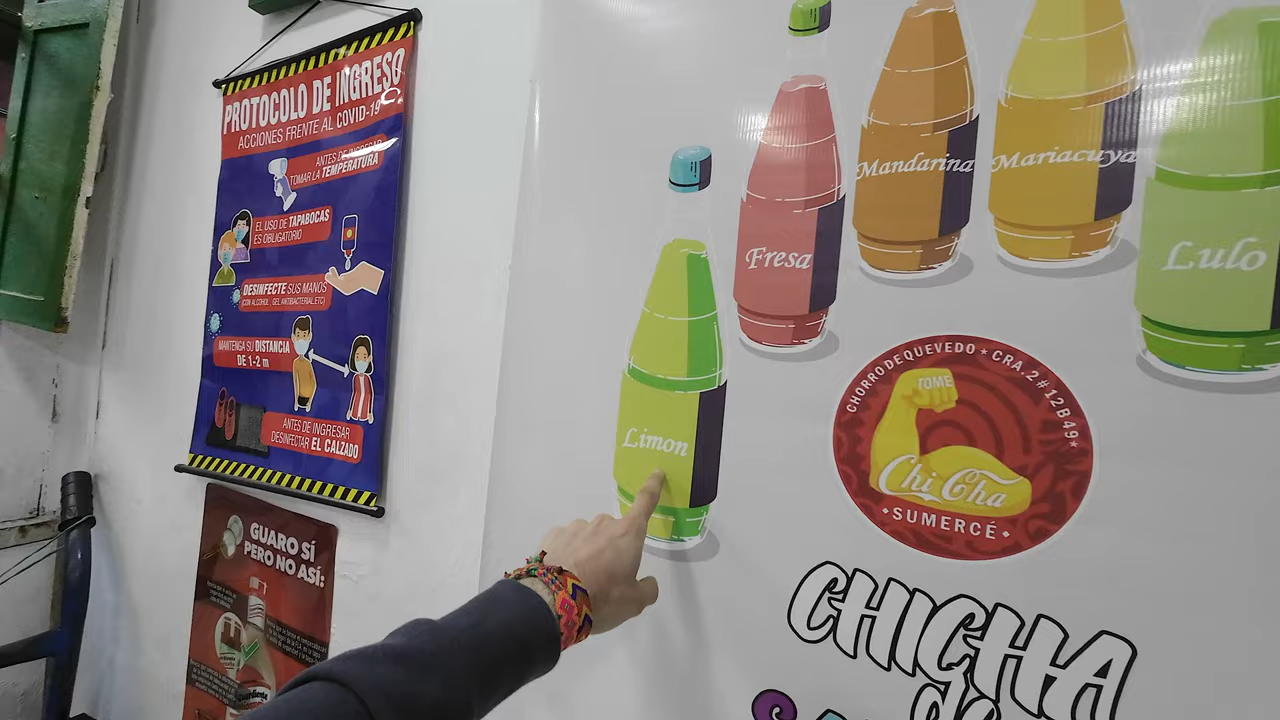 PROTOCOLO DE INGRESO
ACCIONES FRENTE AL COVID-19
ANTES DE INGRESAR
TOMAR LA TEMPERATURA
EL USO DE TAPABOCAS
ES OBLIGATORIO
DESINFECTE SUS MANOS
(CON ALCOHOL, GEL ANTIBACTERIAL, ETC)
MANTENGA SU DISTANCIA
DE 1-2 m
ANTES DE INGRESAR
DESINFECTAR EL CALZADO
GUARO SÍ
PERO NO ASÍ:
Limon
Fresa
Mandarina
Mariacuya
Lulo
CHORRO DE QUEVEDO * CRA. 2 # 12 B 49 *
TOME
Chi Cha
• SUMERCÉ •
CHICHA
de